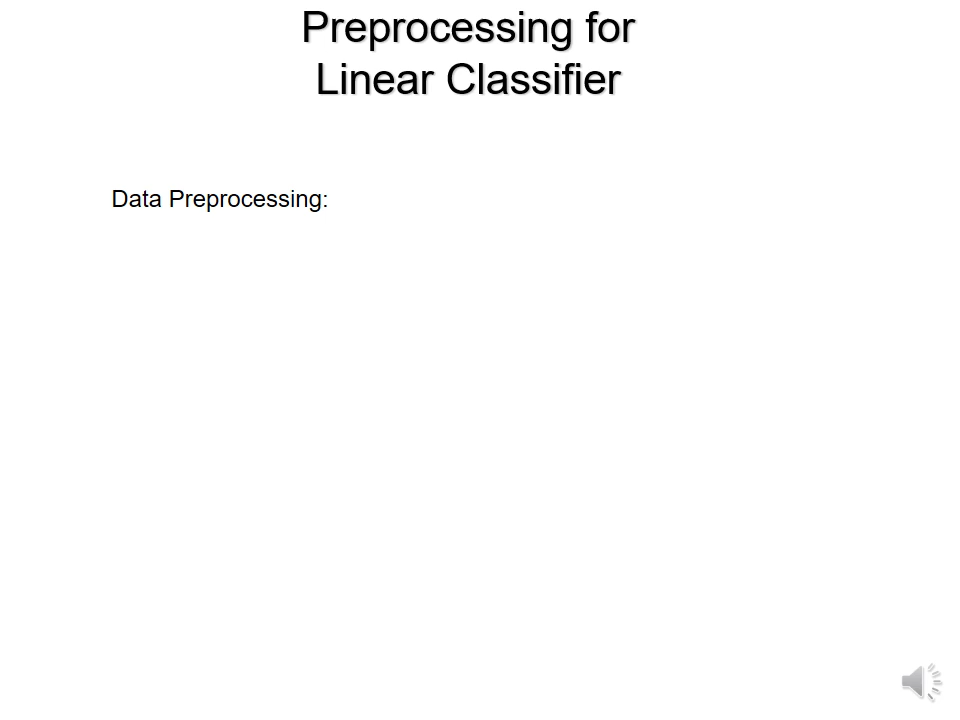 Preprocessing for
Linear Classifier
Data Preprocessing: